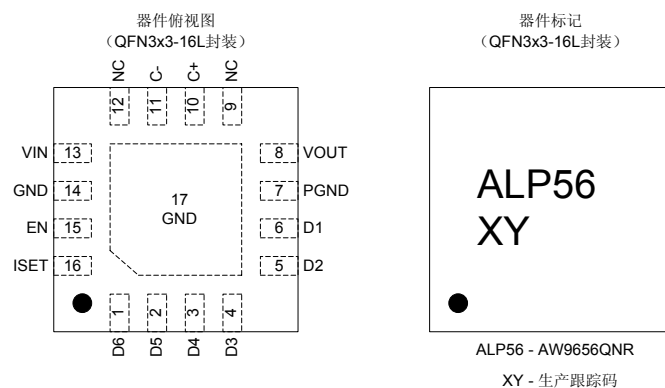 器件俯视图
（QFN3x3-16L封装）
NC
C-
C+
NC
12
11
10
9
VIN 13
8 VOUT
GND 14
7 PGND
17
GND
EN 15
6 D1
ISET 16
5 D2
1
2
3
4
D6
D5
D4
D3
器件标记
（QFN3x3-16L封装）
ALP56
XY
ALP56 - AW9656QNR
XY - 生产跟踪码